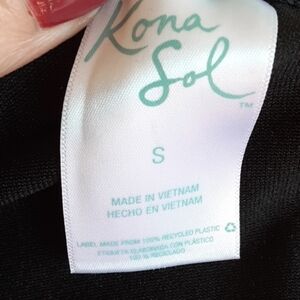 Kona
Sol
TM
S
MADE IN VIETNAM
HECHO EN VIETNAM
LABEL MADE FROM 100% RECYCLED PLASTIC
ETIQUETA ELABORADA CON PLÁSTICO
100 % RECICLADO